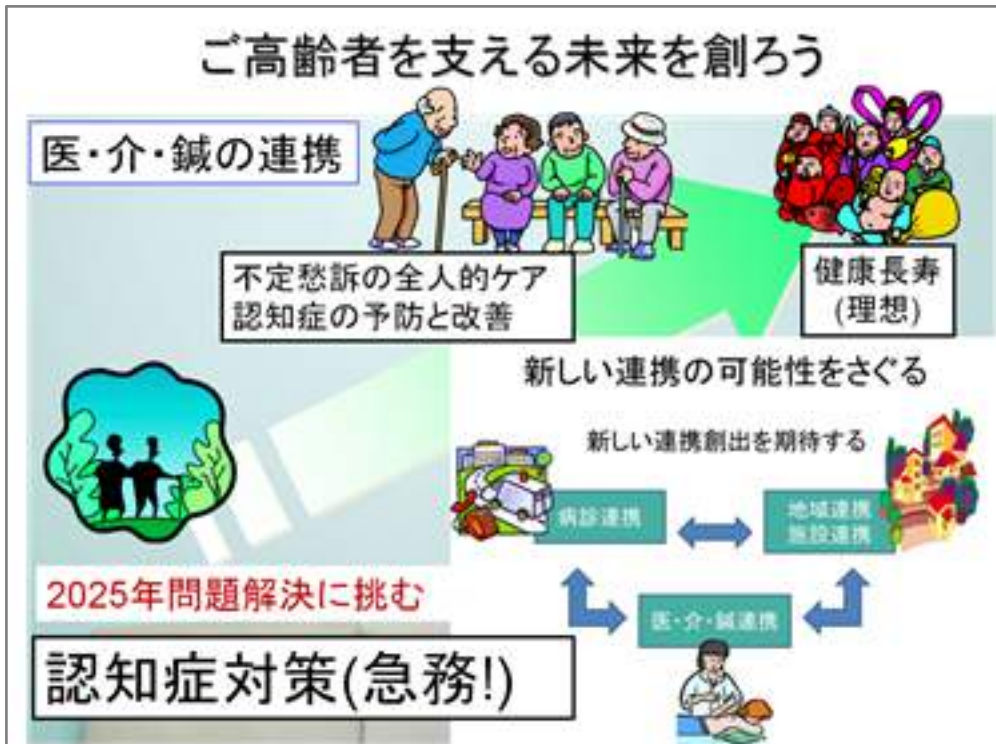 ご高齢者を支える未来を創ろう
医・介・鍼の連携
不定愁訴の全人的ケア
認知症の予防と改善
健康長寿
(理想)
新しい連携の可能性をさぐる
新しい連携創出を期待する
病診連携
地域連携
施設連携
医・介・鍼連携
2025年問題解決に挑む
認知症対策(急務!)